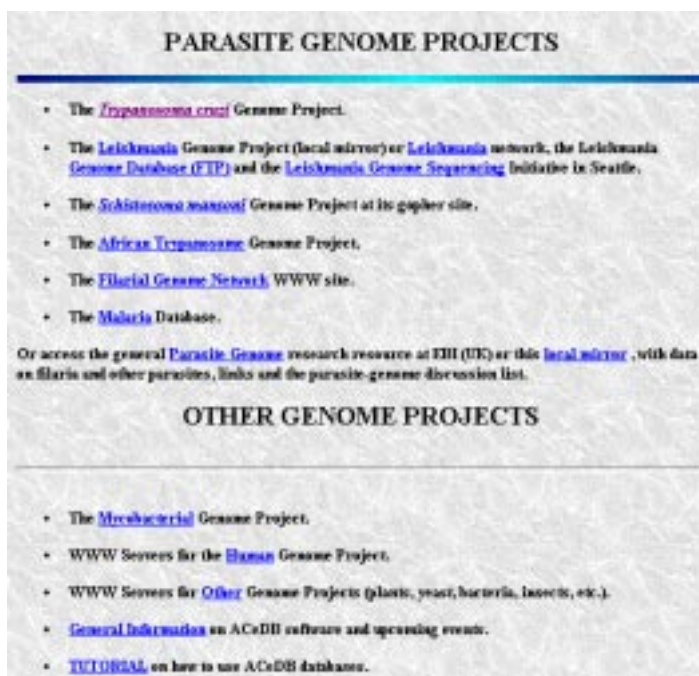 PARASITE GENOME PROJECTS
• The Trypanosoma cruzi Genome Project.
• The Leishmania Genome Project (local mirror) or Leishmania network, the Leishmania
Genome Database (FTP) and the Leishmania Genome Sequencing Initiative in Seattle.
• The Schistosoma mansoni Genome Project at its gopher site.
• The African Trypanosome Genome Project.
• The Filarial Genome Network WWW site.
• The Malaria Database.
Or access the general Parasite Genome research resource at EBI (UK) or this local mirror , with data
on filaria and other parasites, links and the parasite-genome discussion list.
OTHER GENOME PROJECTS
• The Mycobacterial Genome Project.
• WWW Servers for the Human Genome Project.
• WWW Servers for Other Genome Projects (plants, yeast, bacteria, insects, etc.).
• General Information on ACeDB software and upcoming events.
• TUTORIAL on how to use ACeDB databases.